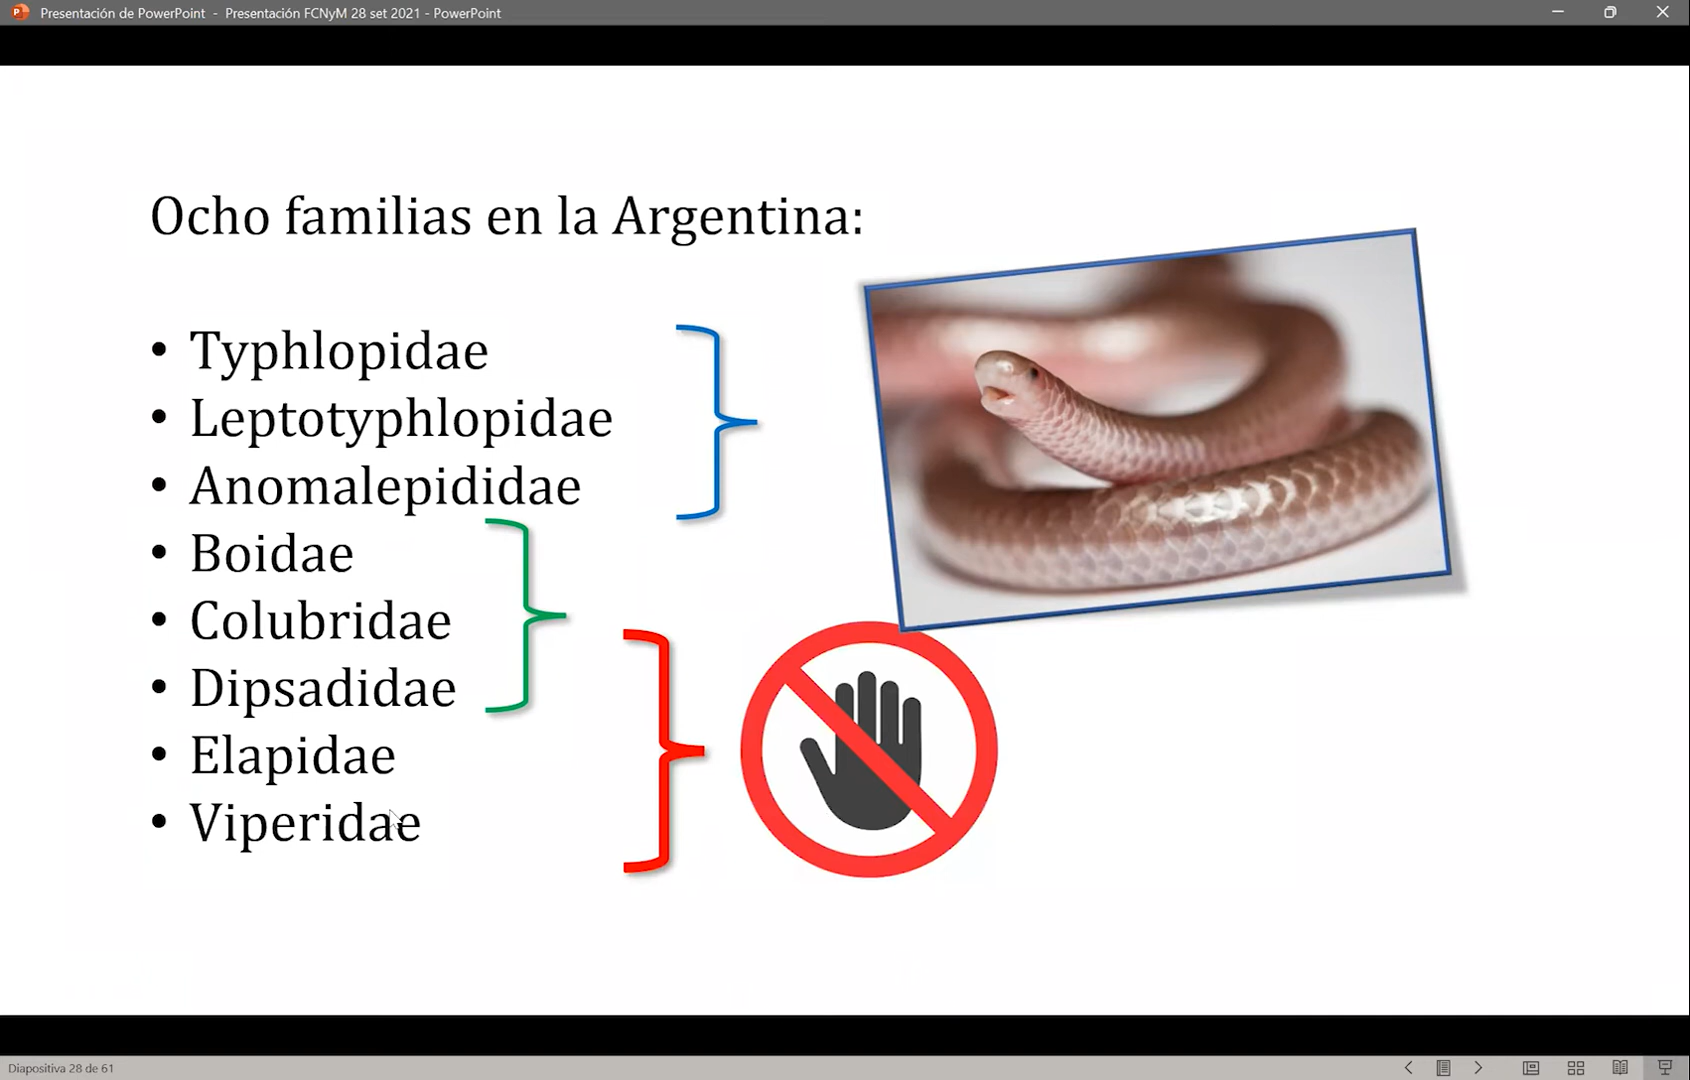 Presentación de PowerPoint - Presentación FCNyM 28 set 2021 - PowerPoint
Ocho familias en la Argentina:
• Typhlopidae
• Leptotyphlopidae
• Anomalepididae
• Boidae
• Colubridae
• Dipsadidae
• Elapidae
• Viperidae
Diapositiva 28 de 61